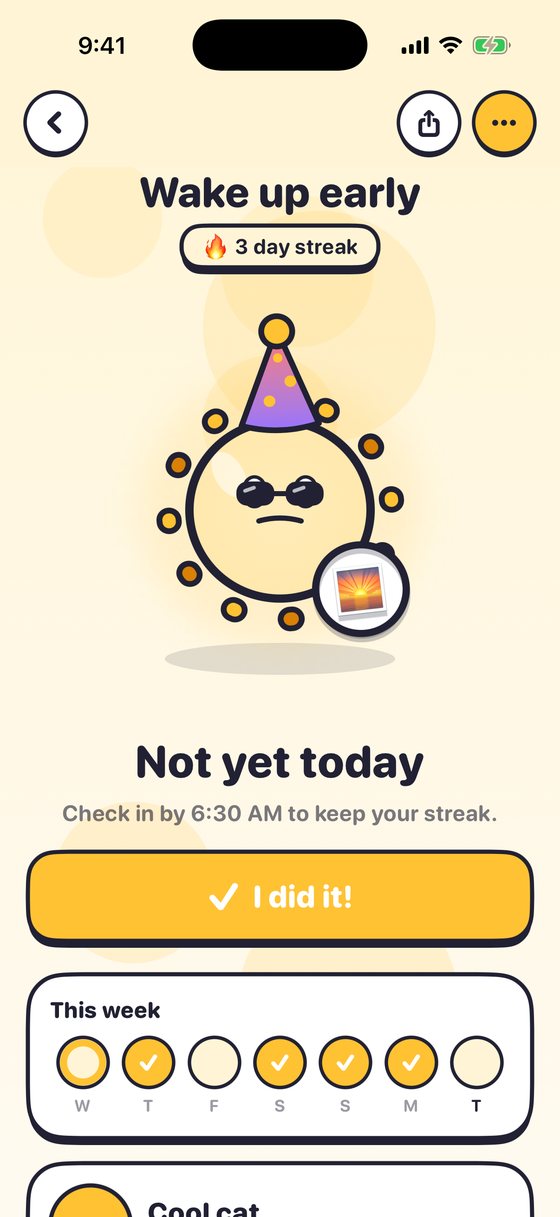 9:41
Wake up early
🔥 3 day streak
Not yet today
Check in by 6:30 AM to keep your streak.
✓ I did it!
This week
W T F S S M T
Cool cat